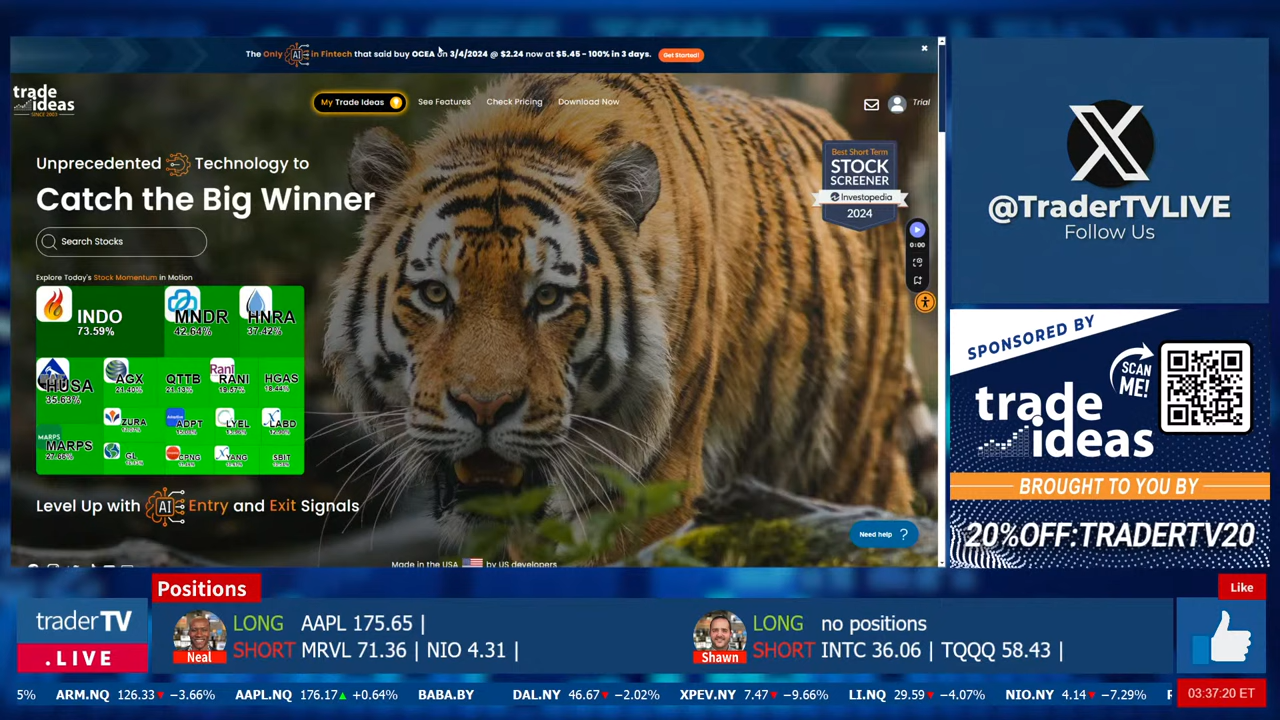 The Only AI in Fintech that said buy OCEA on 3/4/2024 @ $2.24 now at $5.45 - 100% in 3 days. Get Started!
trade ideas
SINCE 2003
My Trade Ideas
See Features
Check Pricing
Download Now
Trial
Unprecedented Technology to
Catch the Big Winner
Search Stocks
Explore Today's Stock Momentum in Motion
INDO
73.59%
MNDR
42.64%
HNRA
37.42%
HUSA
35.63%
AGX
QTTB
RANI
HGAS
MARPS
27.66%
ZURA
ADPT
LYEL
LABD
GL
CPNG
YANG
SBIT
Level Up with AI Entry and Exit Signals
Made in the USA by US developers
Best Short Term
STOCK
SCREENER
Investopedia
2024
0:00
Need help ?
@TraderTVLIVE
Follow Us
SPONSORED BY
SCAN
ME!
trade
ideas
BROUGHT TO YOU BY
20%OFF:TRADERTV20
Positions
Like
traderTV
.LIVE
Neal
LONG AAPL 175.65 |
SHORT MRVL 71.36 | NIO 4.31 |
Shawn
LONG no positions
SHORT INTC 36.06 | TQQQ 58.43 |
5% ARM.NQ 126.33 ▼ −3.66% AAPL.NQ 176.17 ▲ +0.64% BABA.BY DAL.NY 46.67 ▼ −2.02% XPEV.NY 7.47 ▼ −9.66% LI.NQ 29.59 ▼ −4.07% NIO.NY 4.14 ▼ −7.29%
03:37:20 ET